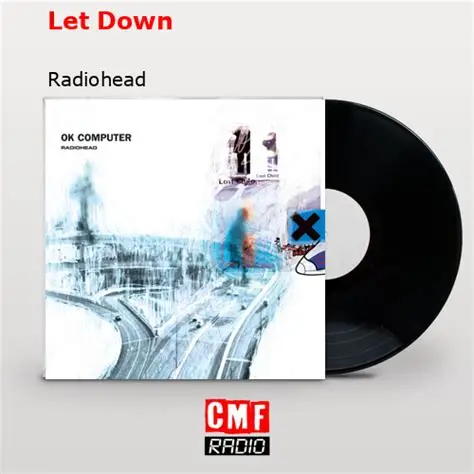 Let Down
Radiohead
OK COMPUTER
RADIOHEAD
Lost Child
CMF
RADIO